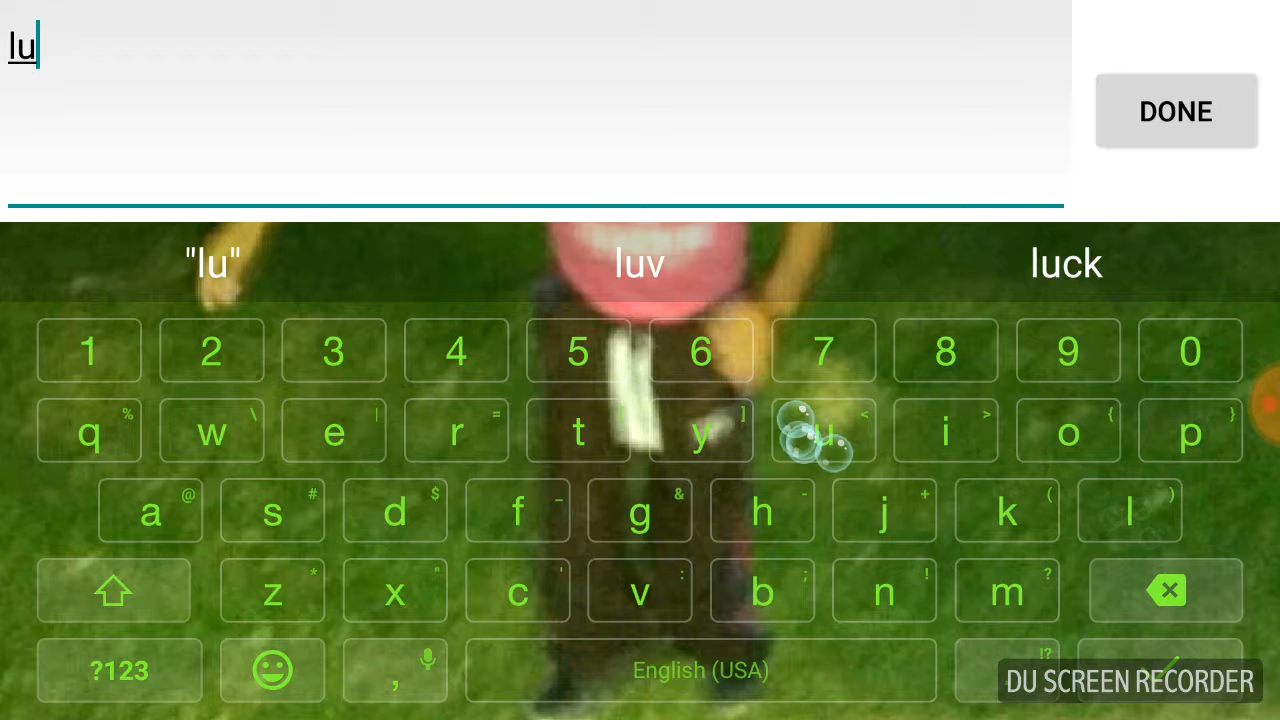 lu
DONE
"lu" luv luck
1 2 3 4 5 6 7 8 9 0
q % w \ e | r = t [ y ] u < i > o { p }
a @ s # d $ f _ g & h - j + k ( l )
z * x " c ' v : b ; n ! m ?
?123 , English (USA) !?
DU SCREEN RECORDER